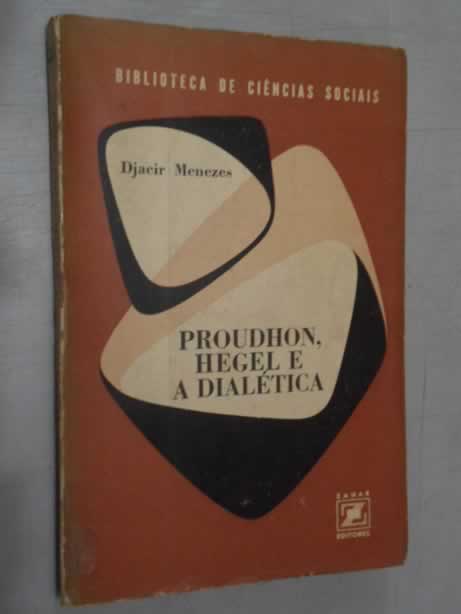 BIBLIOTECA DE CIÊNCIAS SOCIAIS
Djacir Menezes
PROUDHON,
HEGEL E
A DIALÉTICA
ZAHAR
EDITORES